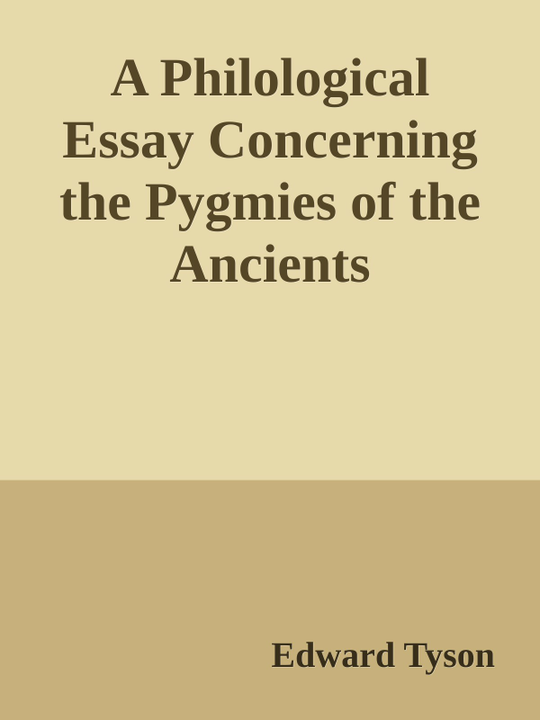 A Philological
Essay Concerning
the Pygmies of the
Ancients
Edward Tyson